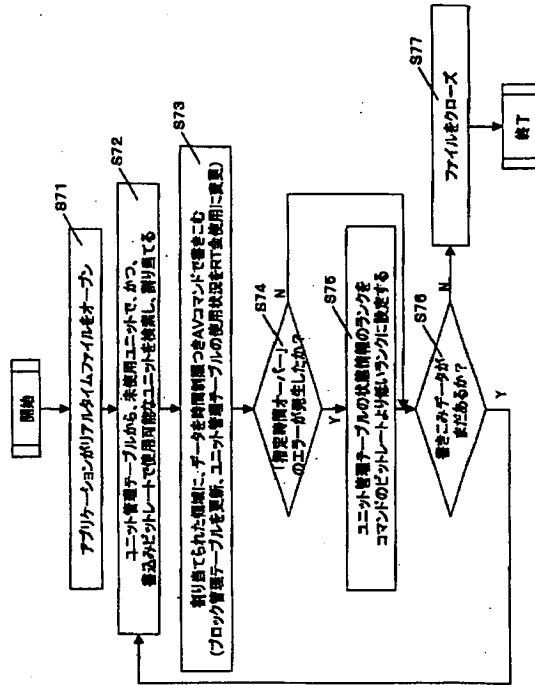 開始
S71
アプリケーションがリアルタイムファイルをオープン
S72
ユニット管理テーブルから、未使用ユニットで、かつ、
書込みビットレートで使用可能なユニットを検索し、割り当てる
S73
割り当てられた領域に、データを時間制限つきAVコマンドで書きこむ
(ブロック管理テーブルを更新、ユニット管理テーブルの使用状況をRT会使用に変更)
S74
「指定時間オーバー」
のエラーが発生したか?
N
Y
S75
ユニット管理テーブルの状態情報のランクを
コマンドのビットレートより低いランクに設定する
S76
書きこみデータが
まだあるか?
N
Y
S77
ファイルをクローズ
終了